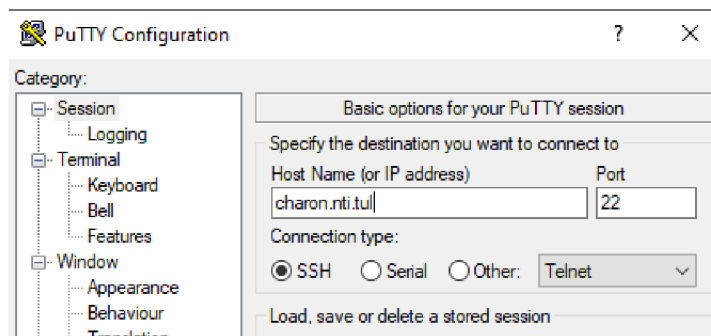 PuTTY Configuration
?
Category:
Session
Logging
Terminal
Keyboard
Bell
Features
Window
Appearance
Behaviour
Translation
Basic options for your PuTTY session
Specify the destination you want to connect to
Host Name (or IP address)
Port
charon.nti.tul
22
Connection type:
SSH
Serial
Other:
Telnet
Load, save or delete a stored session